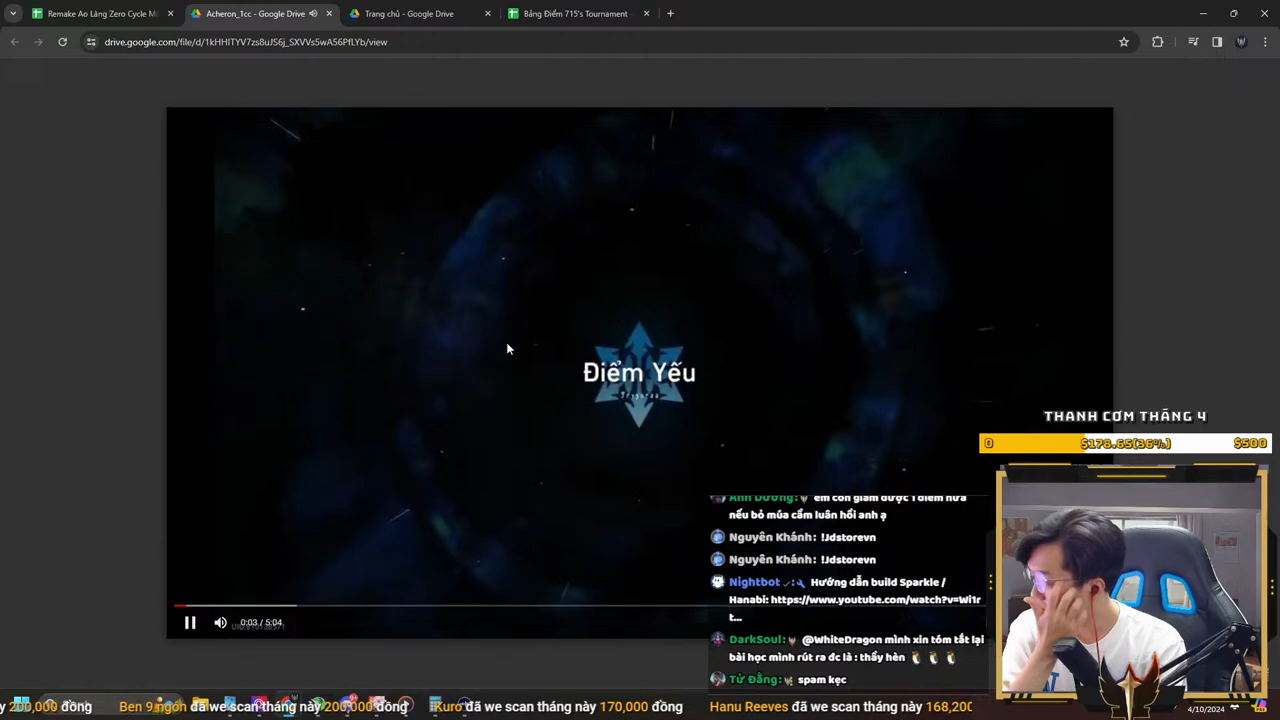 Remake Ao Làng Zero Cycle M
Acheron_1cc - Google Drive
Trang chủ - Google Drive
Bảng Điểm 715's Tournament -
drive.google.com/file/d/1kHHITYV7zs8uJS6j_SXVVs5wA56PfLYb/view
Điểm Yếu
THANH CƠM THÁNG 4
0 $178.65(36%) $500
Ánh Dương: em còn giảm được 1 điểm nữa
nếu bỏ múa cầm luân hồi anh ạ
Nguyên Khánh: !Jdstorevn
Nguyên Khánh: !Jdstorevn
Nightbot: Hướng dẫn build Sparkle /
Hanabi: https://www.youtube.com/watch?v=Wi1r
t...
DarkSoul: @WhiteDragon mình xin tóm tắt lại
bài học mình rút ra đc là : thầy hèn
Tử Đằng: spam kẹc
0:03 / 5:04
y 200,000 đồng Ben 9 ngón đã we scan tháng này 200,000 đồng Kuro đã we scan tháng này 170,000 đồng Hanu Reeves đã we scan tháng này 168,200
4/10/2024